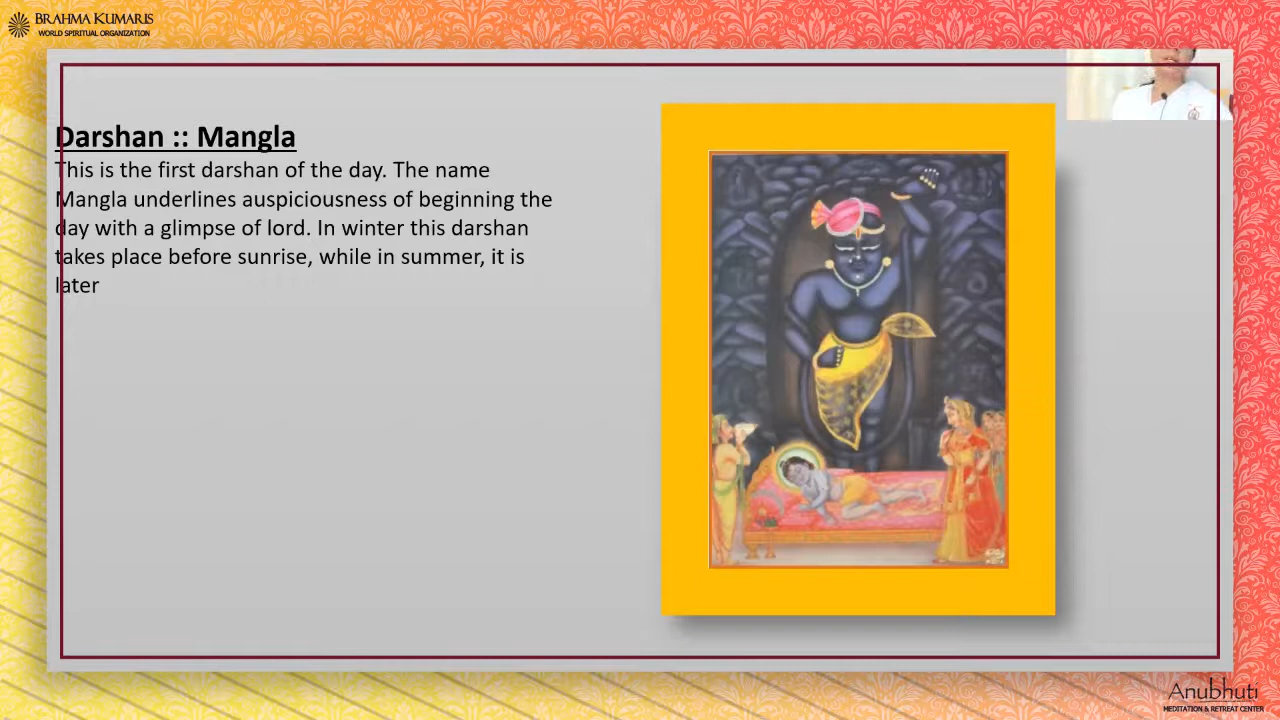 BRAHMA KUMARIS
WORLD SPIRITUAL ORGANIZATION
Darshan :: Mangla
This is the first darshan of the day. The name
Mangla underlines auspiciousness of beginning the
day with a glimpse of lord. In winter this darshan
takes place before sunrise, while in summer, it is
later
Anubhuti
MEDITATION & RETREAT CENTER